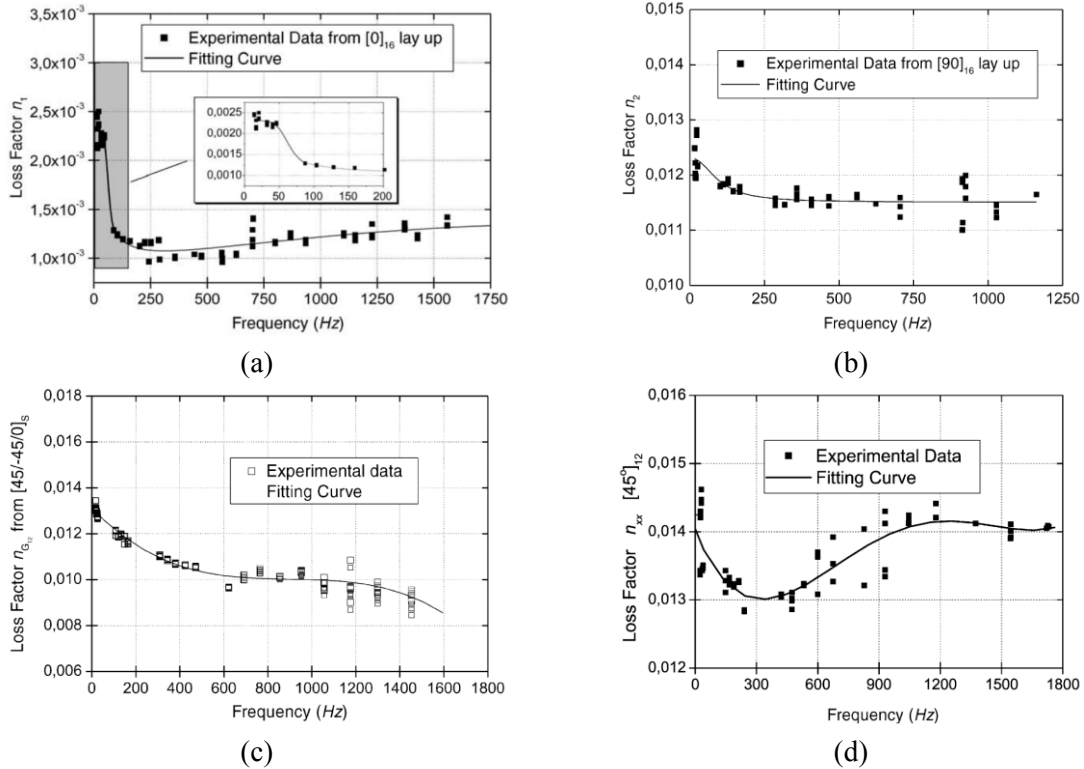 3,5x10⁻³
3,0x10⁻³
2,5x10⁻³
2,0x10⁻³
1,5x10⁻³
1,0x10⁻³
Loss Factor n₁
Experimental Data from [0]₁₆ lay up
Fitting Curve
0,0025
0,0020
0,0015
0,0010
0 50 100 150 200
0 250 500 750 1000 1250 1500 1750
Frequency (Hz)
(a)
0,015
0,014
0,013
0,012
0,011
0,010
Loss Factor n₂
Experimental Data from [90]₁₆ lay up
Fitting Curve
0 250 500 750 1000 1250
Frequency (Hz)
(b)
0,018
0,016
0,014
0,012
0,010
0,008
0,006
Loss Factor n_G₁₂ from [45/-45/0]_S
Experimental data
Fitting Curve
0 200 400 600 800 1000 1200 1400 1600 1800
Frequency (Hz)
(c)
0,016
0,015
0,014
0,013
0,012
Loss Factor n_xx [45°]₁₂
Experimental Data
Fitting Curve
0 300 600 900 1200 1500 1800
Frequency (Hz)
(d)